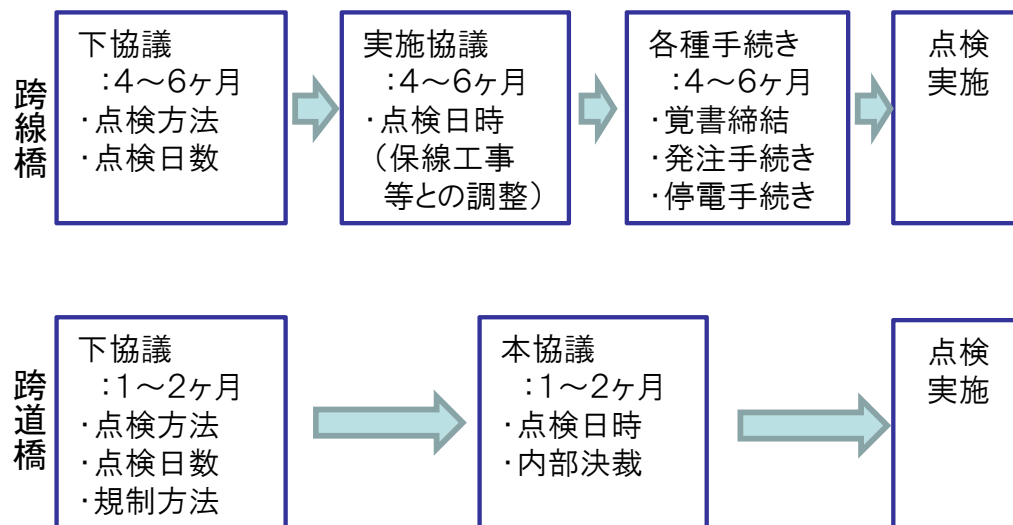 跨線橋
下協議
:4～6ヶ月
・点検方法
・点検日数
実施協議
:4～6ヶ月
・点検日時
（保線工事
等との調整）
各種手続き
:4～6ヶ月
・覚書締結
・発注手続き
・停電手続き
点検
実施
跨道橋
下協議
:1～2ヶ月
・点検方法
・点検日数
・規制方法
本協議
:1～2ヶ月
・点検日時
・内部決裁
点検
実施